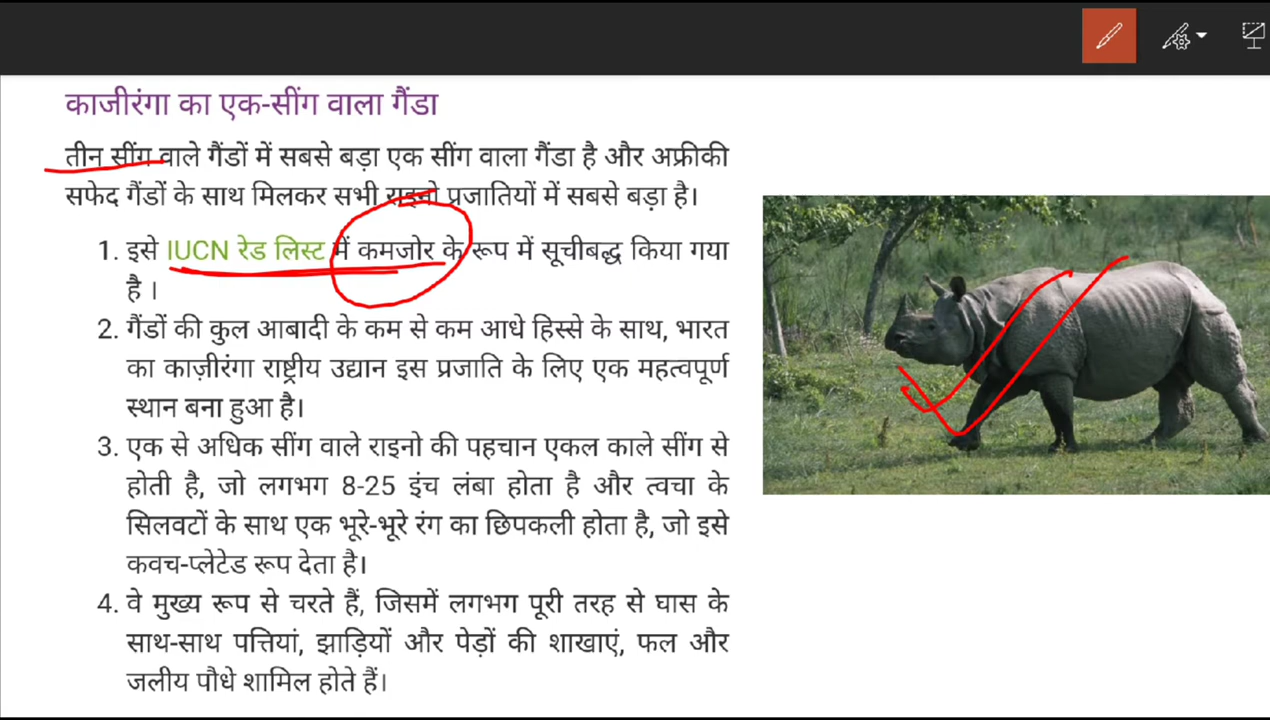 काजीरंगा का एक-सींग वाला गैंडा
तीन सींग वाले गैंडों में सबसे बड़ा एक सींग वाला गैंडा है और अफ्रीकी
सफेद गैंडों के साथ मिलकर सभी राइनो प्रजातियों में सबसे बड़ा है।
1. इसे IUCN रेड लिस्ट में कमजोर के रूप में सूचीबद्ध किया गया
है ।
2. गैंडों की कुल आबादी के कम से कम आधे हिस्से के साथ, भारत
का काज़ीरंगा राष्ट्रीय उद्यान इस प्रजाति के लिए एक महत्वपूर्ण
स्थान बना हुआ है।
3. एक से अधिक सींग वाले राइनो की पहचान एकल काले सींग से
होती है, जो लगभग 8-25 इंच लंबा होता है और त्वचा के
सिलवटों के साथ एक भूरे-भूरे रंग का छिपकली होता है, जो इसे
कवच-प्लेटेड रूप देता है।
4. वे मुख्य रूप से चरते हैं, जिसमें लगभग पूरी तरह से घास के
साथ-साथ पत्तियां, झाड़ियों और पेड़ों की शाखाएं, फल और
जलीय पौधे शामिल होते हैं।